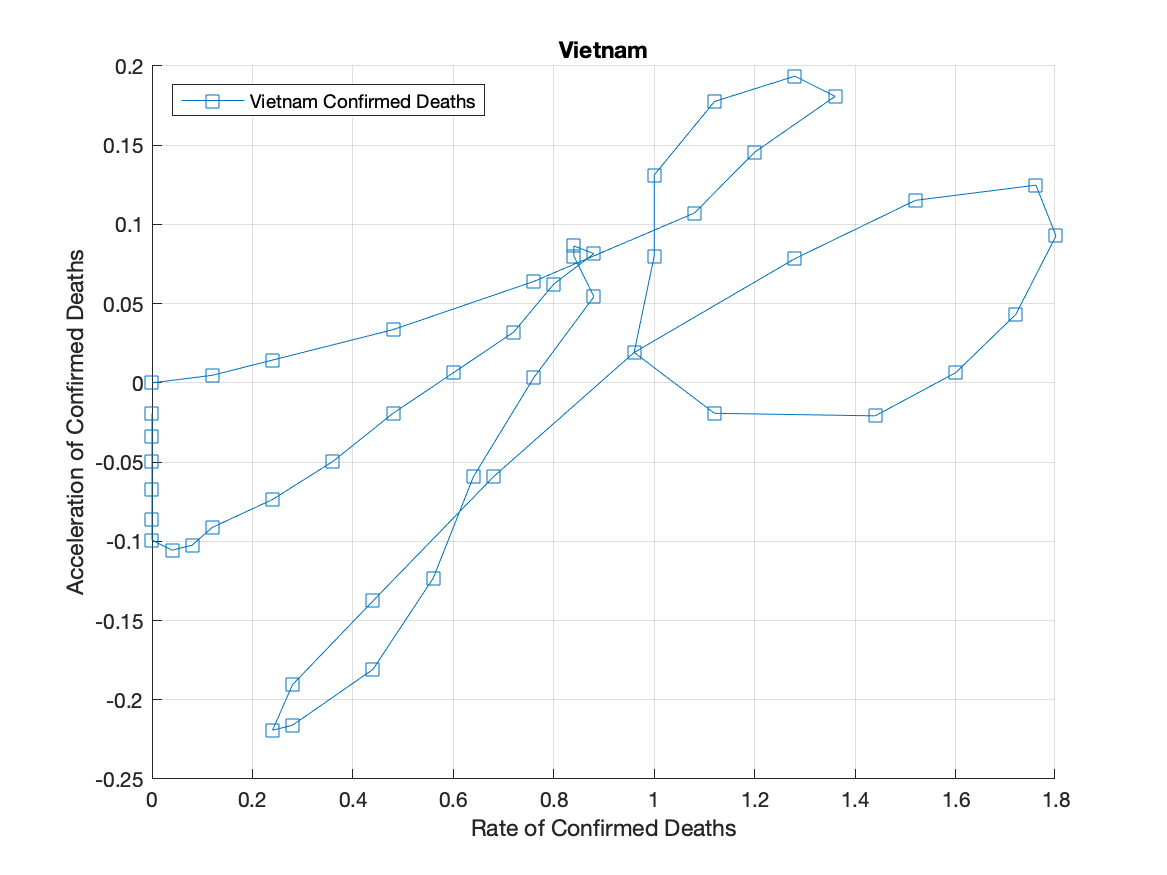 Vietnam
Vietnam Confirmed Deaths
Acceleration of Confirmed Deaths
0.2
0.15
0.1
0.05
0
-0.05
-0.1
-0.15
-0.2
-0.25
0 0.2 0.4 0.6 0.8 1 1.2 1.4 1.6 1.8
Rate of Confirmed Deaths